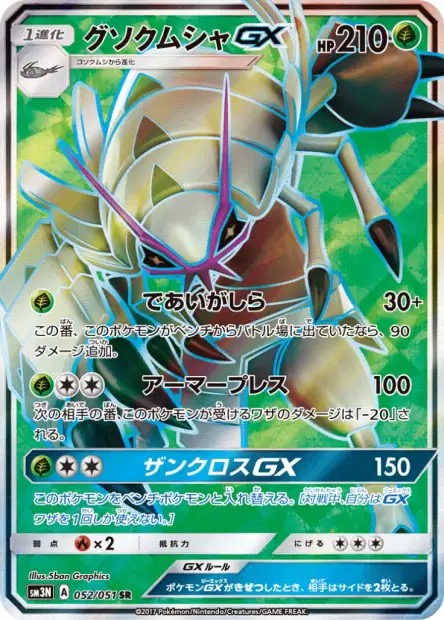 1進化 グソクムシャGX HP210
コソクムシから進化
であいがしら 30+
この番、このポケモンがベンチからバトル場に出ていたなら、90
ダメージ追加。
アーマープレス 100
次の相手の番、このポケモンが受けるワザのダメージは「-20」さ
れる。
ザンクロスGX 150
このポケモンをベンチポケモンと入れ替える。[対戦中、自分はGX
ワザを1回しか使えない。]
弱点 ×2 抵抗力 にげる
Illus.5ban Graphics
GXルール
SM3N A 052/051 SR
ポケモンGXがきぜつしたとき、相手はサイドを2枚とる。
©2017 Pokémon/Nintendo/Creatures/GAME FREAK.